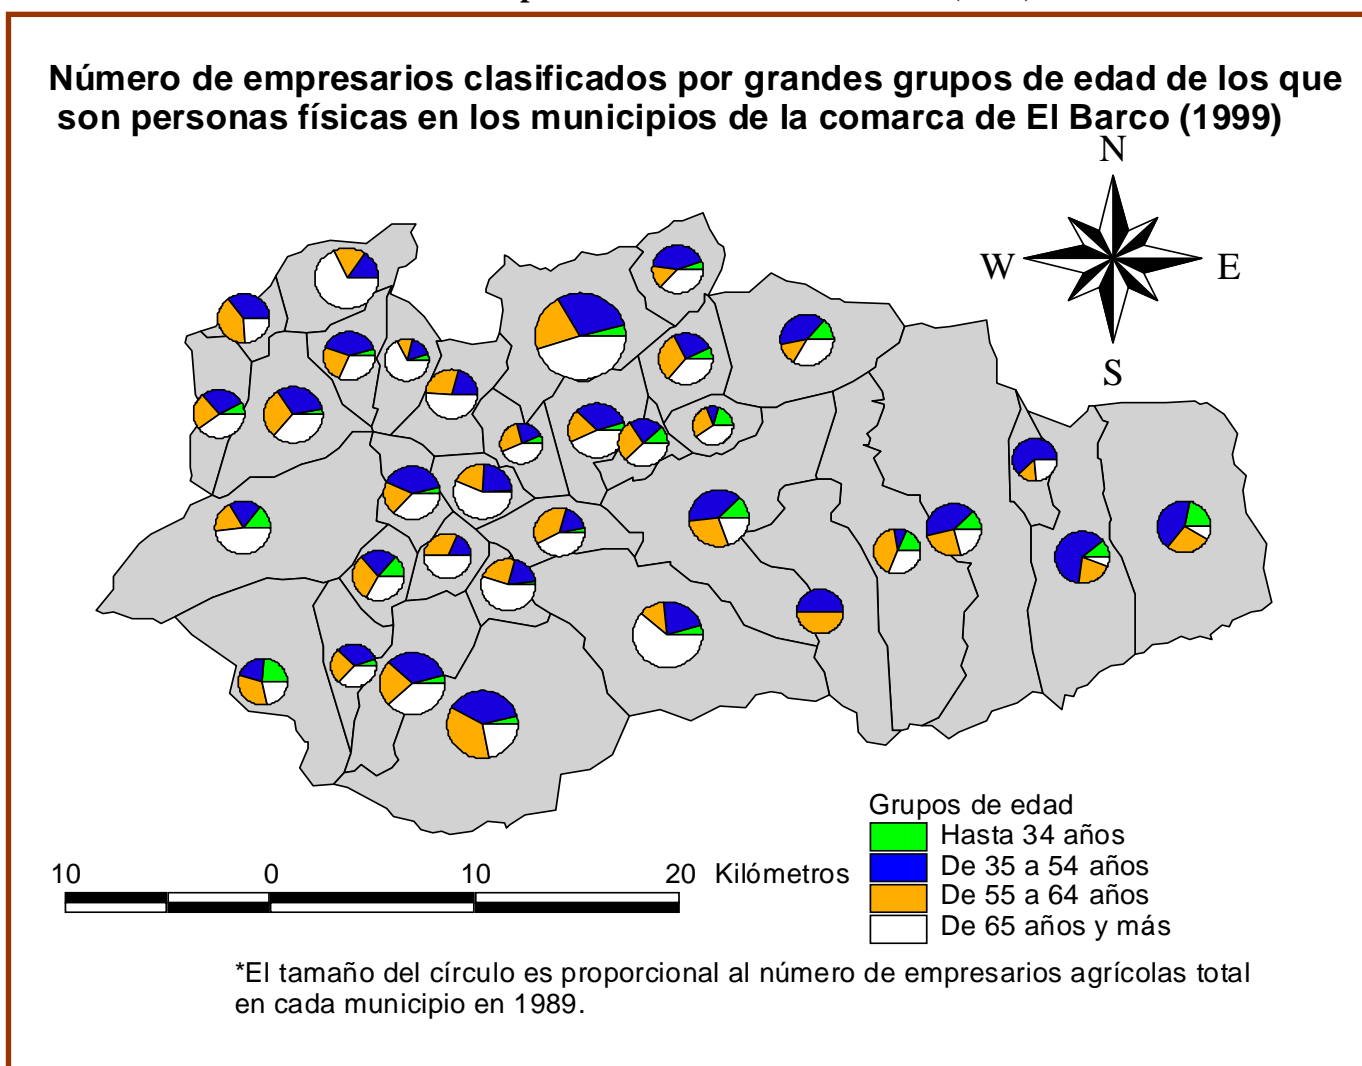 Número de empresarios clasificados por grandes grupos de edad de los que
son personas físicas en los municipios de la comarca de El Barco (1999)
N
W
E
S
Grupos de edad
Hasta 34 años
De 35 a 54 años
De 55 a 64 años
De 65 años y más
10 0 10 20 Kilómetros
*El tamaño del círculo es proporcional al número de empresarios agrícolas total
en cada municipio en 1989.